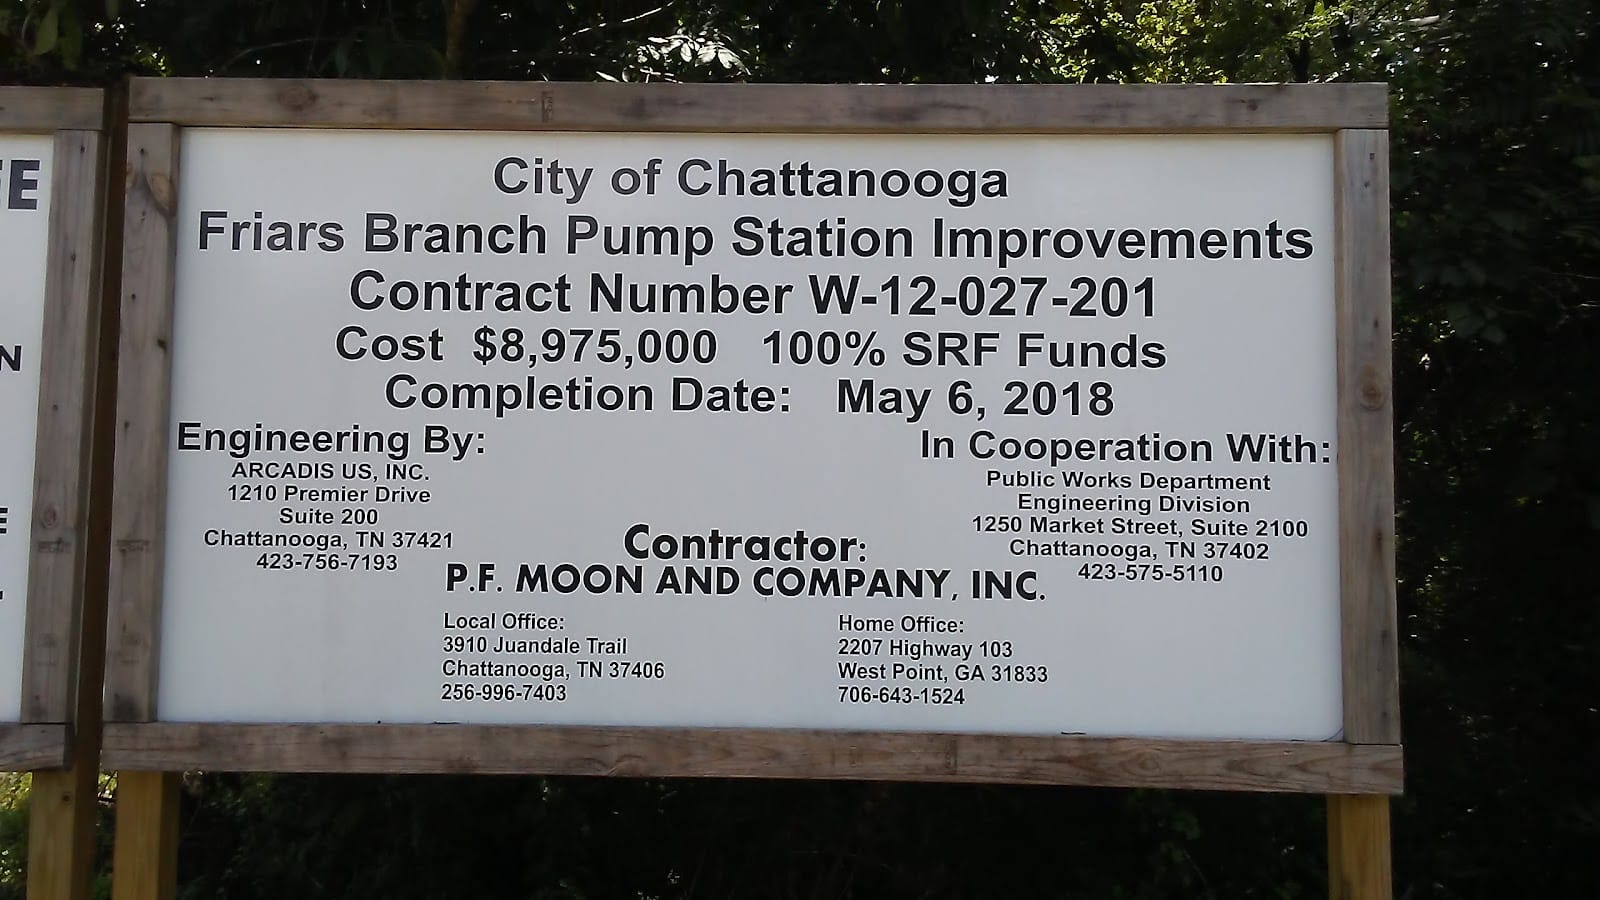 City of Chattanooga
Friars Branch Pump Station Improvements
Contract Number W-12-027-201
Cost $8,975,000 100% SRF Funds
Completion Date: May 6, 2018
Engineering By:
ARCADIS US, INC.
1210 Premier Drive
Suite 200
Chattanooga, TN 37421
423-756-7193
In Cooperation With:
Public Works Department
Engineering Division
1250 Market Street, Suite 2100
Chattanooga, TN 37402
423-575-5110
Contractor:
P.F. MOON AND COMPANY, INC.
Local Office:
3910 Juandale Trail
Chattanooga, TN 37406
256-996-7403
Home Office:
2207 Highway 103
West Point, GA 31833
706-643-1524